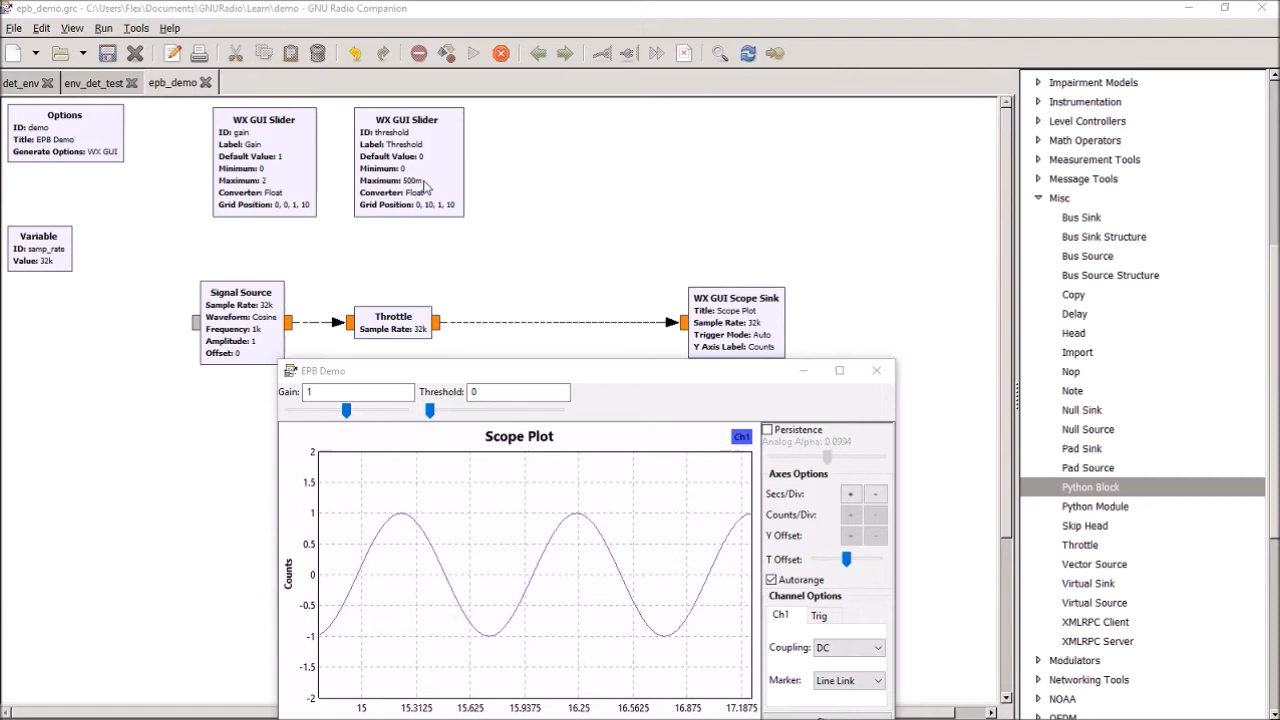 epb_demo.grc - C:\Users\Flex\Documents\GNURadio\Learn\demo - GNU Radio Companion
File Edit View Run Tools Help
det_env env_det_test epb_demo
Options
ID: demo
Title: EPB Demo
Generate Options: WX GUI
WX GUI Slider
ID: gain
Label: Gain
Default Value: 1
Minimum: 0
Maximum: 2
Converter: Float
Grid Position: 0, 0, 1, 10
WX GUI Slider
ID: threshold
Label: Threshold
Default Value: 0
Minimum: 0
Maximum: 500m
Converter: Float
Grid Position: 0, 10, 1, 10
Variable
ID: samp_rate
Value: 32k
Signal Source
Sample Rate: 32k
Waveform: Cosine
Frequency: 1k
Amplitude: 1
Offset: 0
Throttle
Sample Rate: 32k
WX GUI Scope Sink
Title: Scope Plot
Sample Rate: 32k
Trigger Mode: Auto
Y Axis Label: Counts
EPB Demo
Gain: 1 Threshold: 0
Scope Plot
Ch1
2
1.5
1
0.5
0
-0.5
-1
-1.5
-2
Counts
15 15.3125 15.625 15.9375 16.25 16.5625 16.875 17.1875
Persistence
Analog Alpha: 0.0994
Axes Options
Secs/Div: + -
Counts/Div: + -
Y Offset: + -
T Offset:
Autorange
Channel Options
Ch1 Trig
Coupling: DC
Marker: Line Link
Impairment Models
Instrumentation
Level Controllers
Math Operators
Measurement Tools
Message Tools
Misc
Bus Sink
Bus Sink Structure
Bus Source
Bus Source Structure
Copy
Delay
Head
Import
Nop
Note
Null Sink
Null Source
Pad Sink
Pad Source
Python Block
Python Module
Skip Head
Throttle
Vector Source
Virtual Sink
Virtual Source
XMLRPC Client
XMLRPC Server
Modulators
Networking Tools
NOAA
OFDM